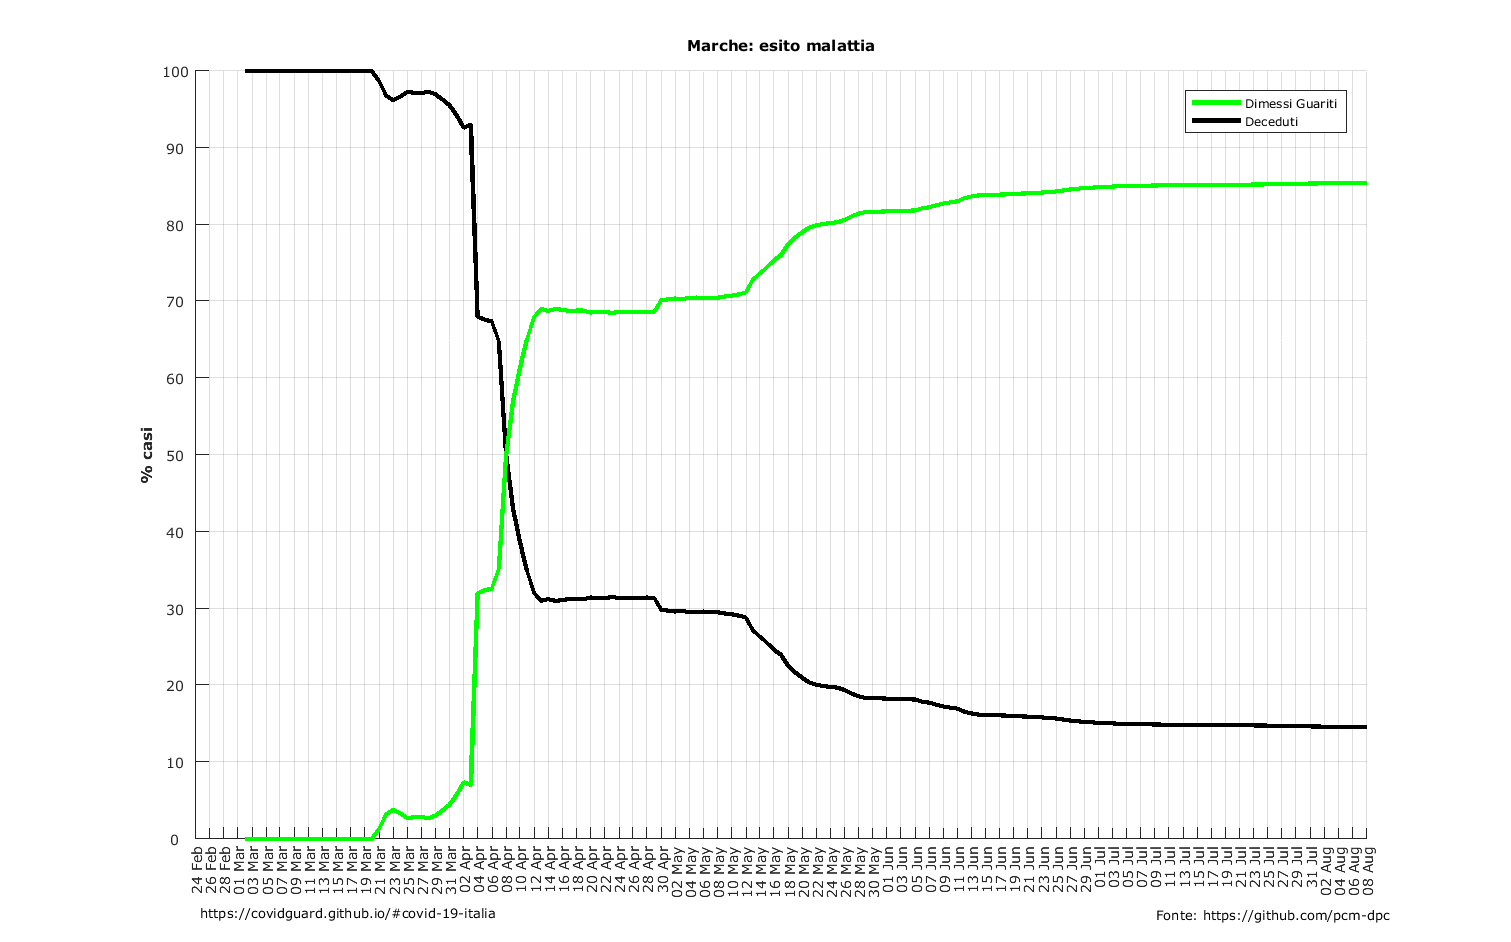 Marche: esito malattia
Dimessi Guariti
Deceduti
% casi
100
90
80
70
60
50
40
30
20
10
0
24 Feb
26 Feb
28 Feb
01 Mar
03 Mar
05 Mar
07 Mar
09 Mar
11 Mar
13 Mar
15 Mar
17 Mar
19 Mar
21 Mar
23 Mar
25 Mar
27 Mar
29 Mar
31 Mar
02 Apr
04 Apr
06 Apr
08 Apr
10 Apr
12 Apr
14 Apr
16 Apr
18 Apr
20 Apr
22 Apr
24 Apr
26 Apr
28 Apr
30 Apr
02 May
04 May
06 May
08 May
10 May
12 May
14 May
16 May
18 May
20 May
22 May
24 May
26 May
28 May
30 May
01 Jun
03 Jun
05 Jun
07 Jun
09 Jun
11 Jun
13 Jun
15 Jun
17 Jun
19 Jun
21 Jun
23 Jun
25 Jun
27 Jun
29 Jun
01 Jul
03 Jul
05 Jul
07 Jul
09 Jul
11 Jul
13 Jul
15 Jul
17 Jul
19 Jul
21 Jul
23 Jul
25 Jul
27 Jul
29 Jul
31 Jul
02 Aug
04 Aug
06 Aug
08 Aug
https://covidguard.github.io/#covid-19-italia
Fonte: https://github.com/pcm-dpc